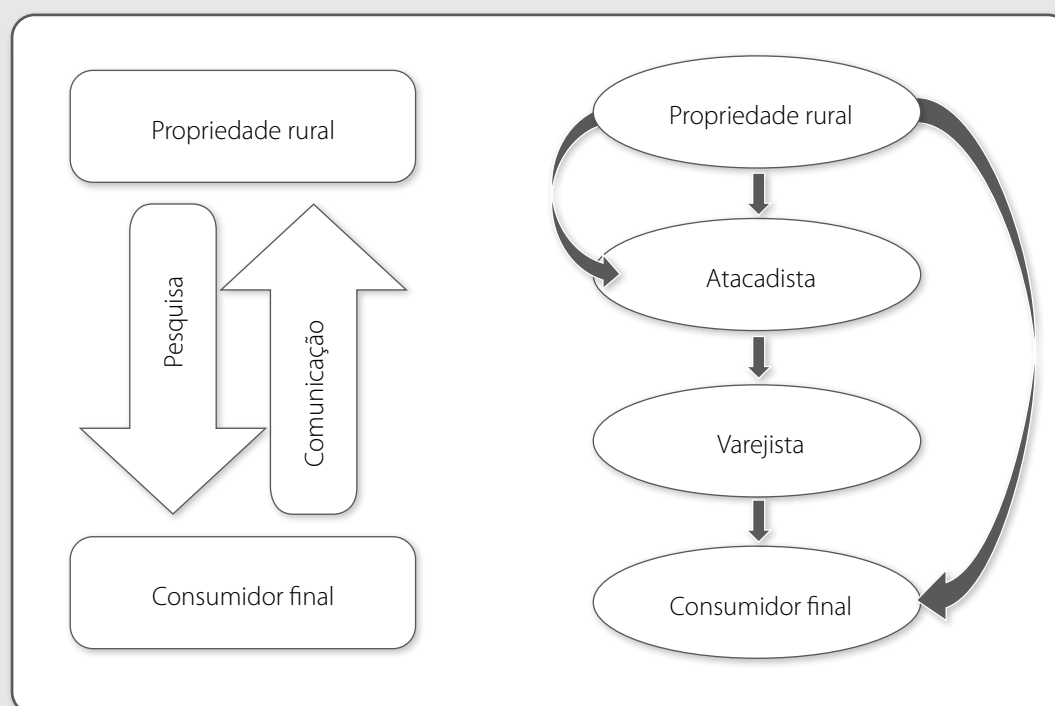 Propriedade rural
Pesquisa
Comunicação
Consumidor final
Propriedade rural
Atacadista
Varejista
Consumidor final